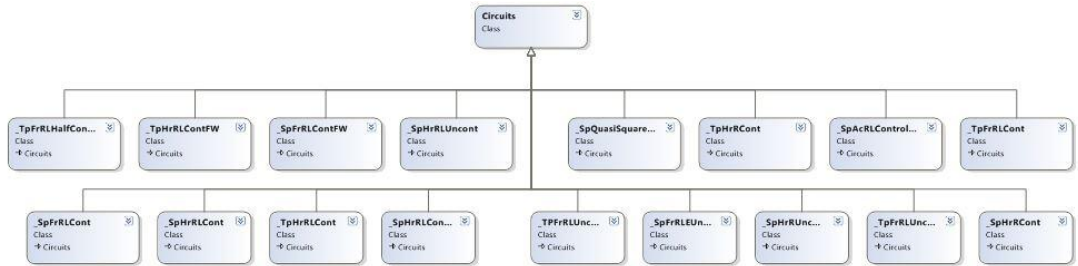 Circuits
Class
_TpFrRLHalfCon...
Class
Circuits
_TpHrRLContFW
Class
Circuits
_SpFrRLContFW
Class
Circuits
_SpHrRLUncont
Class
Circuits
_SpQuasiSquare...
Class
Circuits
_TpHrRCont
Class
Circuits
_SpAcRLControl...
Class
Circuits
_TpFrRLCont
Class
Circuits
_SpFrRLCont
Class
Circuits
_SpHrRLCont
Class
Circuits
_TpHrRLCont
Class
Circuits
_SpHrRLCon...
Class
Circuits
_TPFrRLUnc...
Class
Circuits
_SpFrRLEUn...
Class
Circuits
_SpHrRUnc...
Class
Circuits
_TpFrRLUnc...
Class
Circuits
_SpHrRCont
Class
Circuits